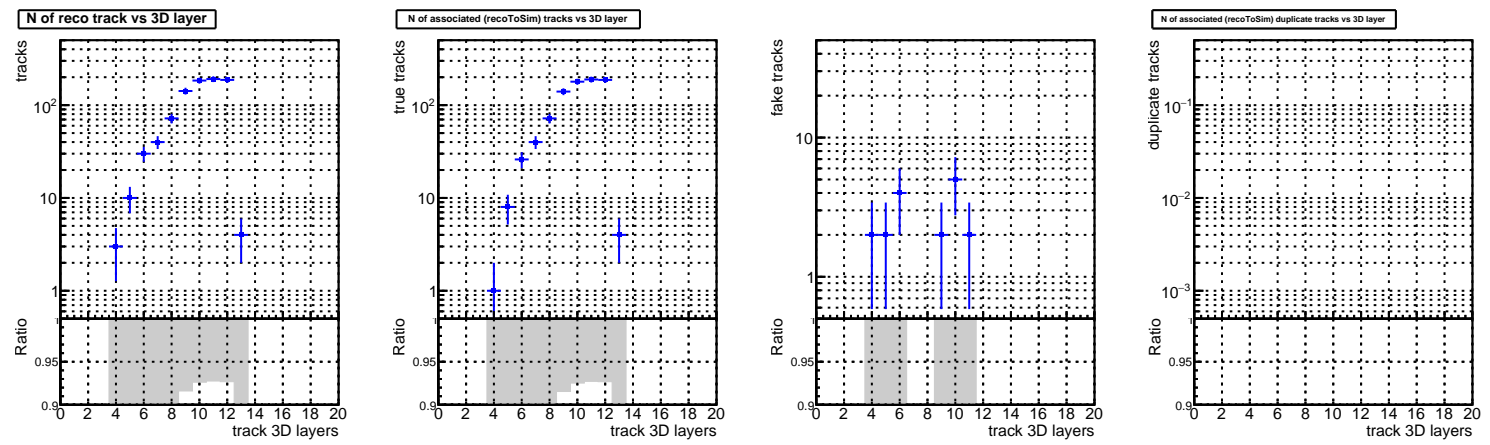 N of reco track vs 3D layer
tracks
10²
10
1
Ratio
1
0.95
0.9
0 2 4 6 8 10 12 14 16 18 20
track 3D layers
N of associated (recoToSim) tracks vs 3D layer
true tracks
10²
10
1
Ratio
1
0.95
0.9
0 2 4 6 8 10 12 14 16 18 20
track 3D layers
fake tracks
10
1
Ratio
1
0.95
0.9
0 2 4 6 8 10 12 14 16 18 20
track 3D layers
N of associated (recoToSim) duplicate tracks vs 3D layer
duplicate tracks
10⁻¹
10⁻²
10⁻³
Ratio
1
0.95
0.9
0 2 4 6 8 10 12 14 16 18 20
track 3D layers